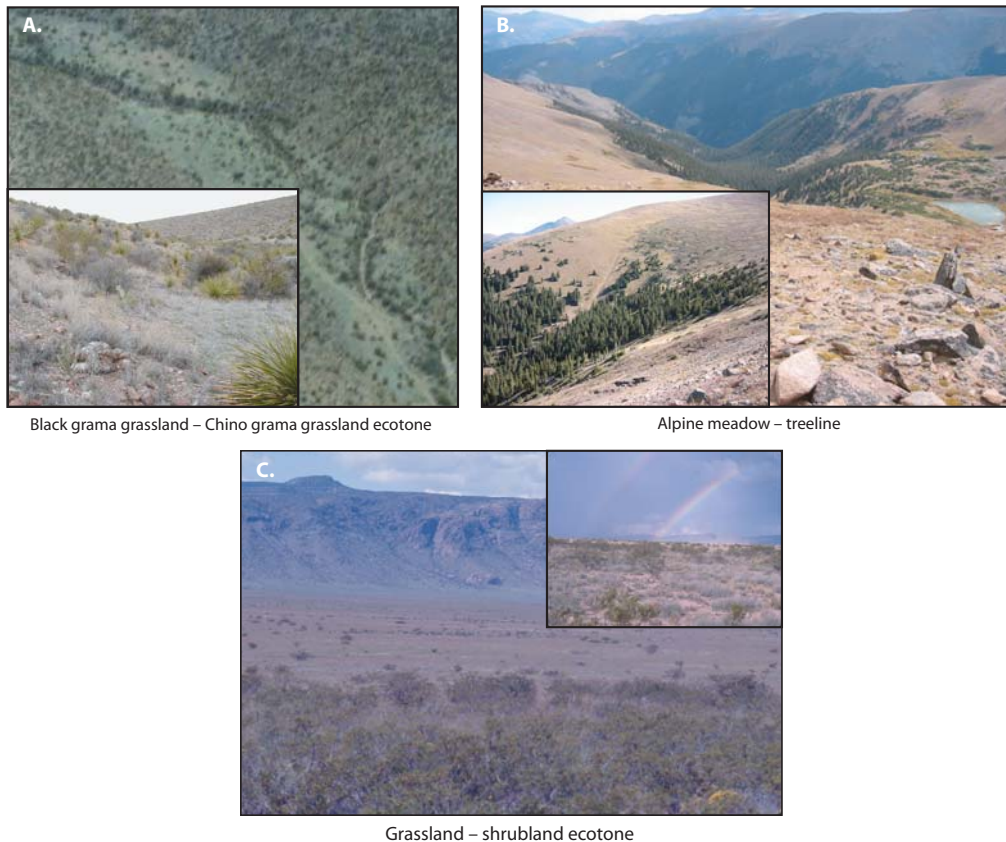 A.
Black grama grassland – Chino grama grassland ecotone
B.
Alpine meadow – treeline
C.
Grassland – shrubland ecotone